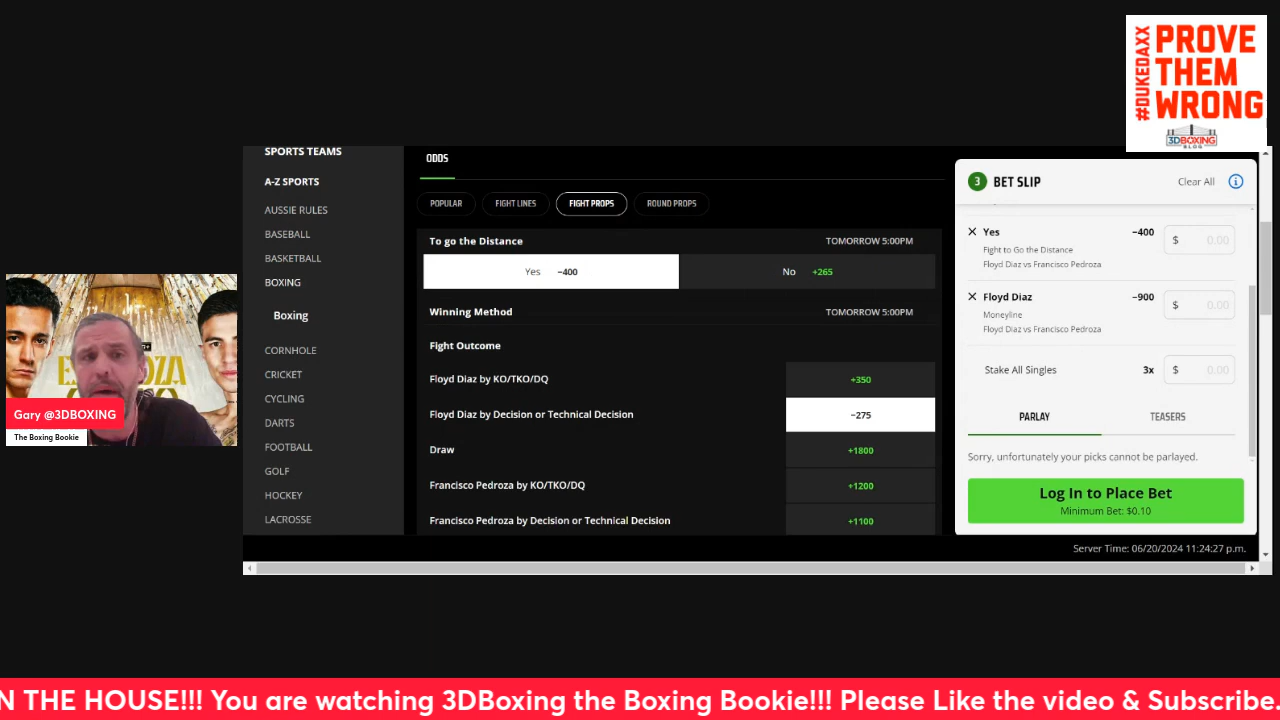 #DUKEDAXX
PROVE
THEM
WRONG
3DBOXING
BLOG
SPORTS TEAMS
A-Z SPORTS
AUSSIE RULES
BASEBALL
BASKETBALL
BOXING
Boxing
CORNHOLE
CRICKET
CYCLING
DARTS
FOOTBALL
GOLF
HOCKEY
LACROSSE
ODDS
POPULAR
FIGHT LINES
FIGHT PROPS
ROUND PROPS
To go the Distance
TOMORROW 5:00PM
Yes −400
No +265
Winning Method
TOMORROW 5:00PM
Fight Outcome
Floyd Diaz by KO/TKO/DQ
+350
Floyd Diaz by Decision or Technical Decision
−275
Draw
+1800
Francisco Pedroza by KO/TKO/DQ
+1200
Francisco Pedroza by Decision or Technical Decision
+1100
3 BET SLIP
Clear All
Yes −400 $ 0.00
Fight to Go the Distance
Floyd Diaz vs Francisco Pedroza
Floyd Diaz −900 $ 0.00
Moneyline
Floyd Diaz vs Francisco Pedroza
Stake All Singles 3x $ 0.00
PARLAY
TEASERS
Sorry, unfortunately your picks cannot be parlayed.
Log In to Place Bet
Minimum Bet: $0.10
Server Time: 06/20/2024 11:24:27 p.m.
Gary @3DBOXING
The Boxing Bookie
N THE HOUSE!!! You are watching 3DBoxing the Boxing Bookie!!! Please Like the video & Subscribe.